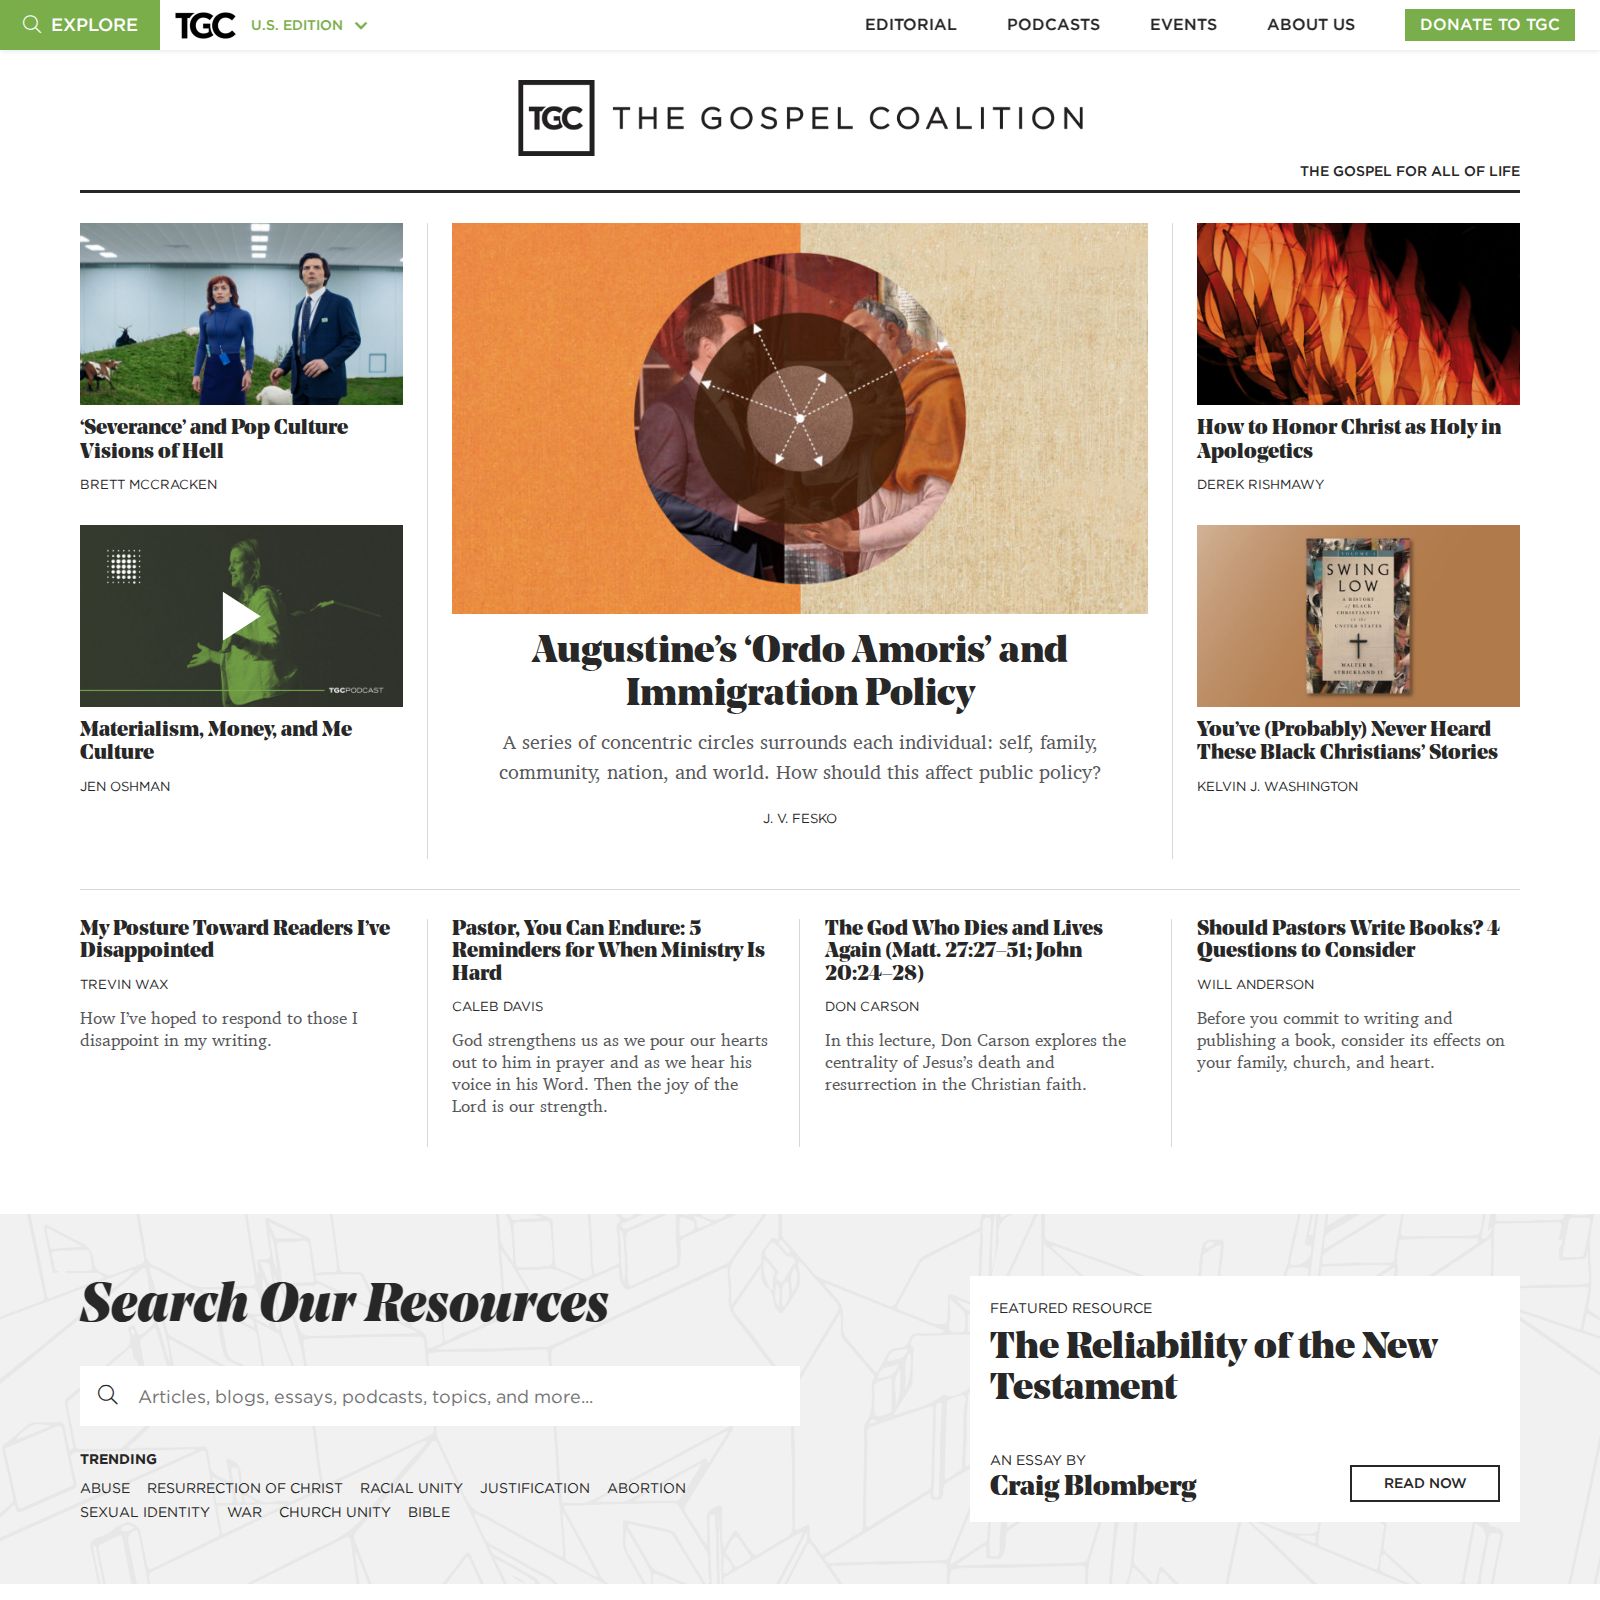 EXPLORE
TGC
U.S. EDITION
EDITORIAL
PODCASTS
EVENTS
ABOUT US
DONATE TO TGC
TGC THE GOSPEL COALITION
THE GOSPEL FOR ALL OF LIFE
‘Severance’ and Pop Culture
Visions of Hell
BRETT MCCRACKEN
TGCPODCAST
Materialism, Money, and Me
Culture
JEN OSHMAN
Augustine’s ‘Ordo Amoris’ and
Immigration Policy
A series of concentric circles surrounds each individual: self, family,
community, nation, and world. How should this affect public policy?
J. V. FESKO
How to Honor Christ as Holy in
Apologetics
DEREK RISHMAWY
VOLUME 1
SWING
LOW
A HISTORY
of BLACK
CHRISTIANITY
in the
UNITED STATES
WALTER R.
STRICKLAND II
You’ve (Probably) Never Heard
These Black Christians’ Stories
KELVIN J. WASHINGTON
My Posture Toward Readers I’ve
Disappointed
TREVIN WAX
How I’ve hoped to respond to those I
disappoint in my writing.
Pastor, You Can Endure: 5
Reminders for When Ministry Is
Hard
CALEB DAVIS
God strengthens us as we pour our hearts
out to him in prayer and as we hear his
voice in his Word. Then the joy of the
Lord is our strength.
The God Who Dies and Lives
Again (Matt. 27:27–51; John
20:24–28)
DON CARSON
In this lecture, Don Carson explores the
centrality of Jesus’s death and
resurrection in the Christian faith.
Should Pastors Write Books? 4
Questions to Consider
WILL ANDERSON
Before you commit to writing and
publishing a book, consider its effects on
your family, church, and heart.
Search Our Resources
Articles, blogs, essays, podcasts, topics, and more...
TRENDING
ABUSE RESURRECTION OF CHRIST RACIAL UNITY JUSTIFICATION ABORTION
SEXUAL IDENTITY WAR CHURCH UNITY BIBLE
FEATURED RESOURCE
The Reliability of the New
Testament
AN ESSAY BY
Craig Blomberg
READ NOW